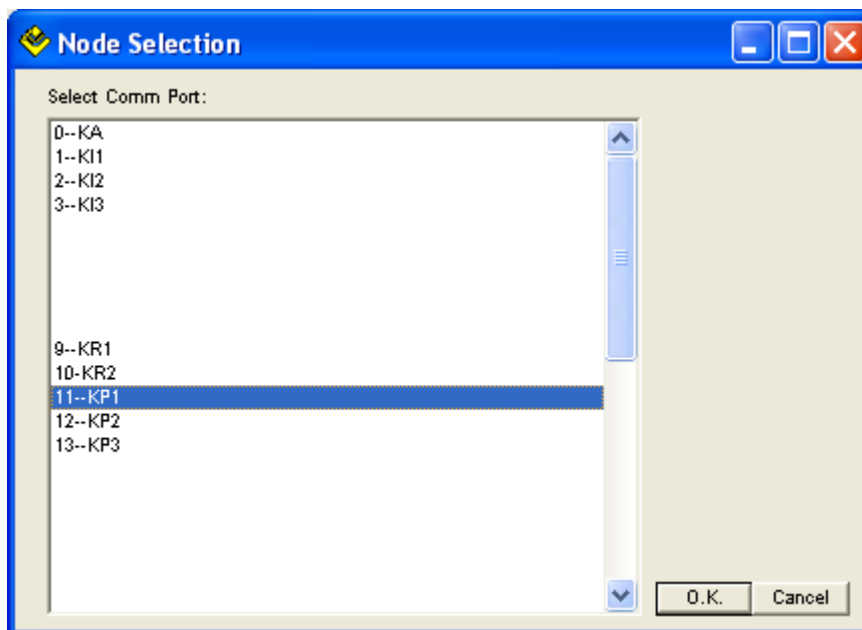 Node Selection
Select Comm Port:
0--KA
1--KI1
2--KI2
3--KI3
9--KR1
10-KR2
11--KP1
12--KP2
13--KP3
O.K.
Cancel